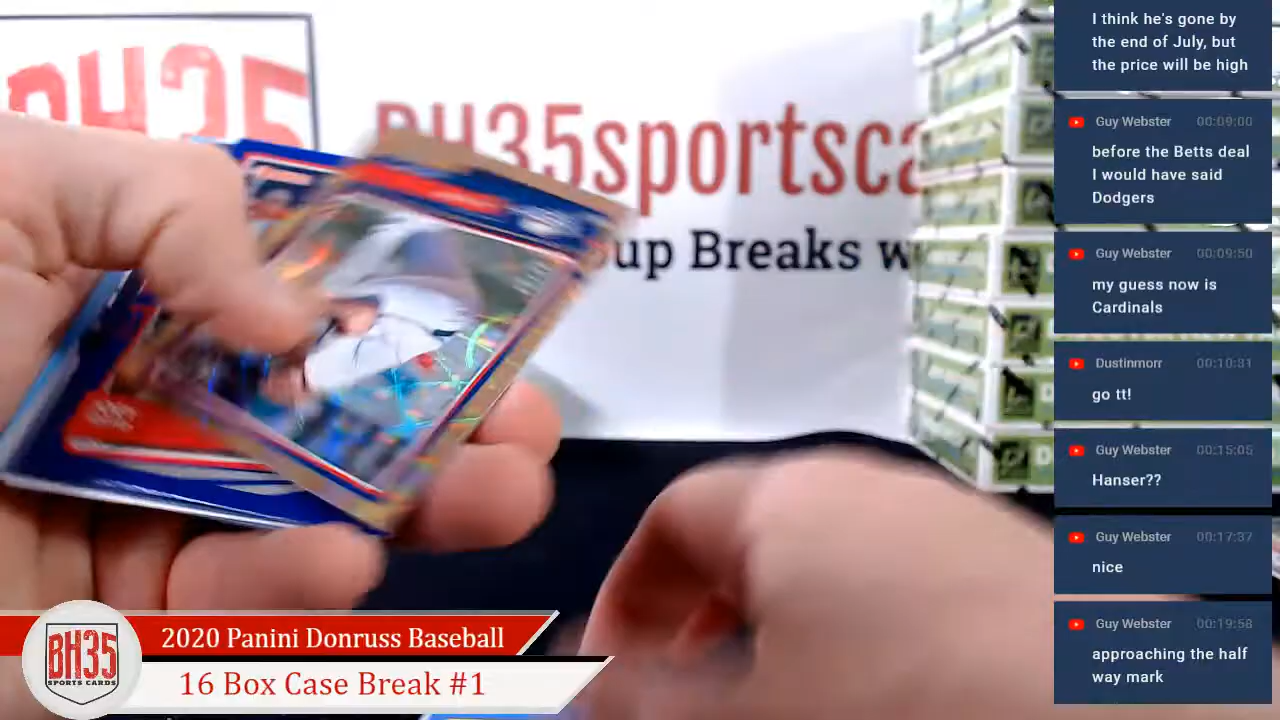 BH35
BH35sportsca
up Breaks w
I think he's gone by
the end of July, but
the price will be high
Guy Webster 00:09:00
before the Betts deal
I would have said
Dodgers
Guy Webster 00:09:50
my guess now is
Cardinals
Dustinmorr 00:10:31
go tt!
Guy Webster 00:15:05
Hanser??
Guy Webster 00:17:37
nice
Guy Webster 00:19:58
approaching the half
way mark
BH35
SPORTS CARDS
2020 Panini Donruss Baseball
16 Box Case Break #1